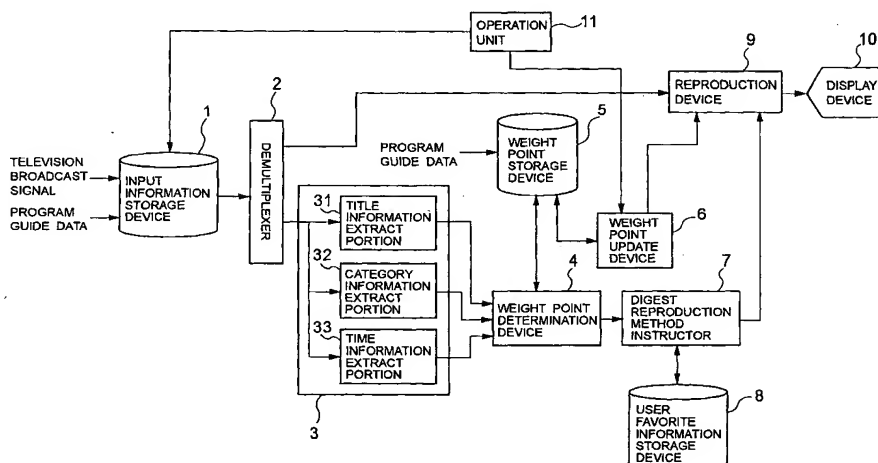 OPERATION
UNIT
11
9
10
REPRODUCTION
DEVICE
DISPLAY
DEVICE
2
1
5
DEMULTIPLEXER
TELEVISION
BROADCAST
SIGNAL
PROGRAM
GUIDE DATA
INPUT
INFORMATION
STORAGE
DEVICE
PROGRAM
GUIDE DATA
WEIGHT
POINT
STORAGE
DEVICE
31
TITLE
INFORMATION
EXTRACT
PORTION
32
CATEGORY
INFORMATION
EXTRACT
PORTION
33
TIME
INFORMATION
EXTRACT
PORTION
3
WEIGHT
POINT
UPDATE
DEVICE
6
4
WEIGHT POINT
DETERMINATION
DEVICE
7
DIGEST
REPRODUCTION
METHOD
INSTRUCTOR
USER
FAVORITE
INFORMATION
STORAGE
DEVICE
8